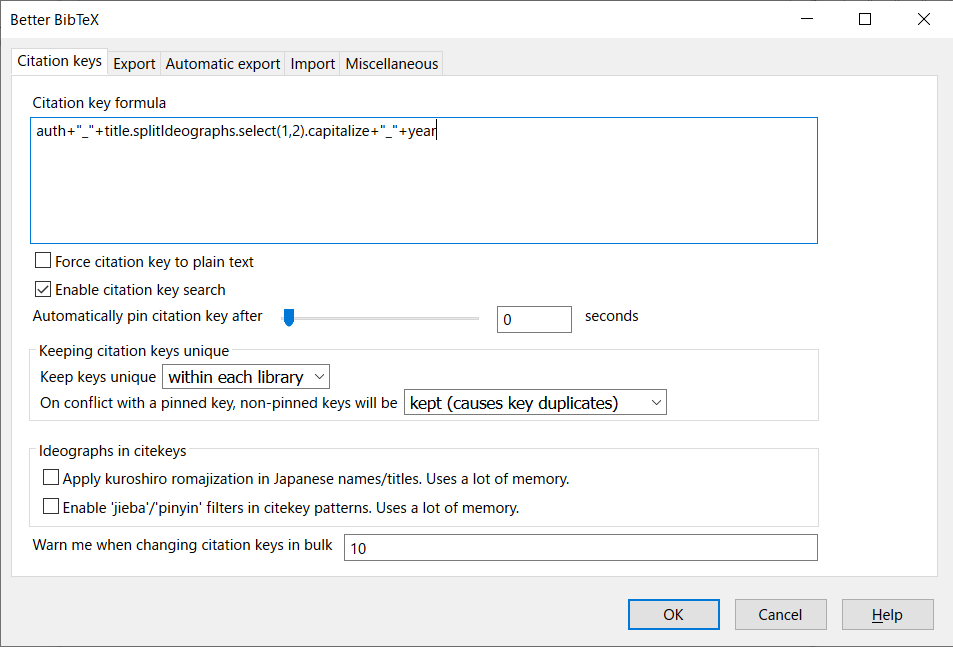 Better BibTeX
Citation keys Export Automatic export Import Miscellaneous
Citation key formula
auth+"_"+title.splitIdeographs.select(1,2).capitalize+"_"+year
Force citation key to plain text
Enable citation key search
Automatically pin citation key after 0 seconds
Keeping citation keys unique
Keep keys unique within each library
On conflict with a pinned key, non-pinned keys will be kept (causes key duplicates)
Ideographs in citekeys
Apply kuroshiro romajization in Japanese names/titles. Uses a lot of memory.
Enable 'jieba'/'pinyin' filters in citekey patterns. Uses a lot of memory.
Warn me when changing citation keys in bulk 10
OK Cancel Help